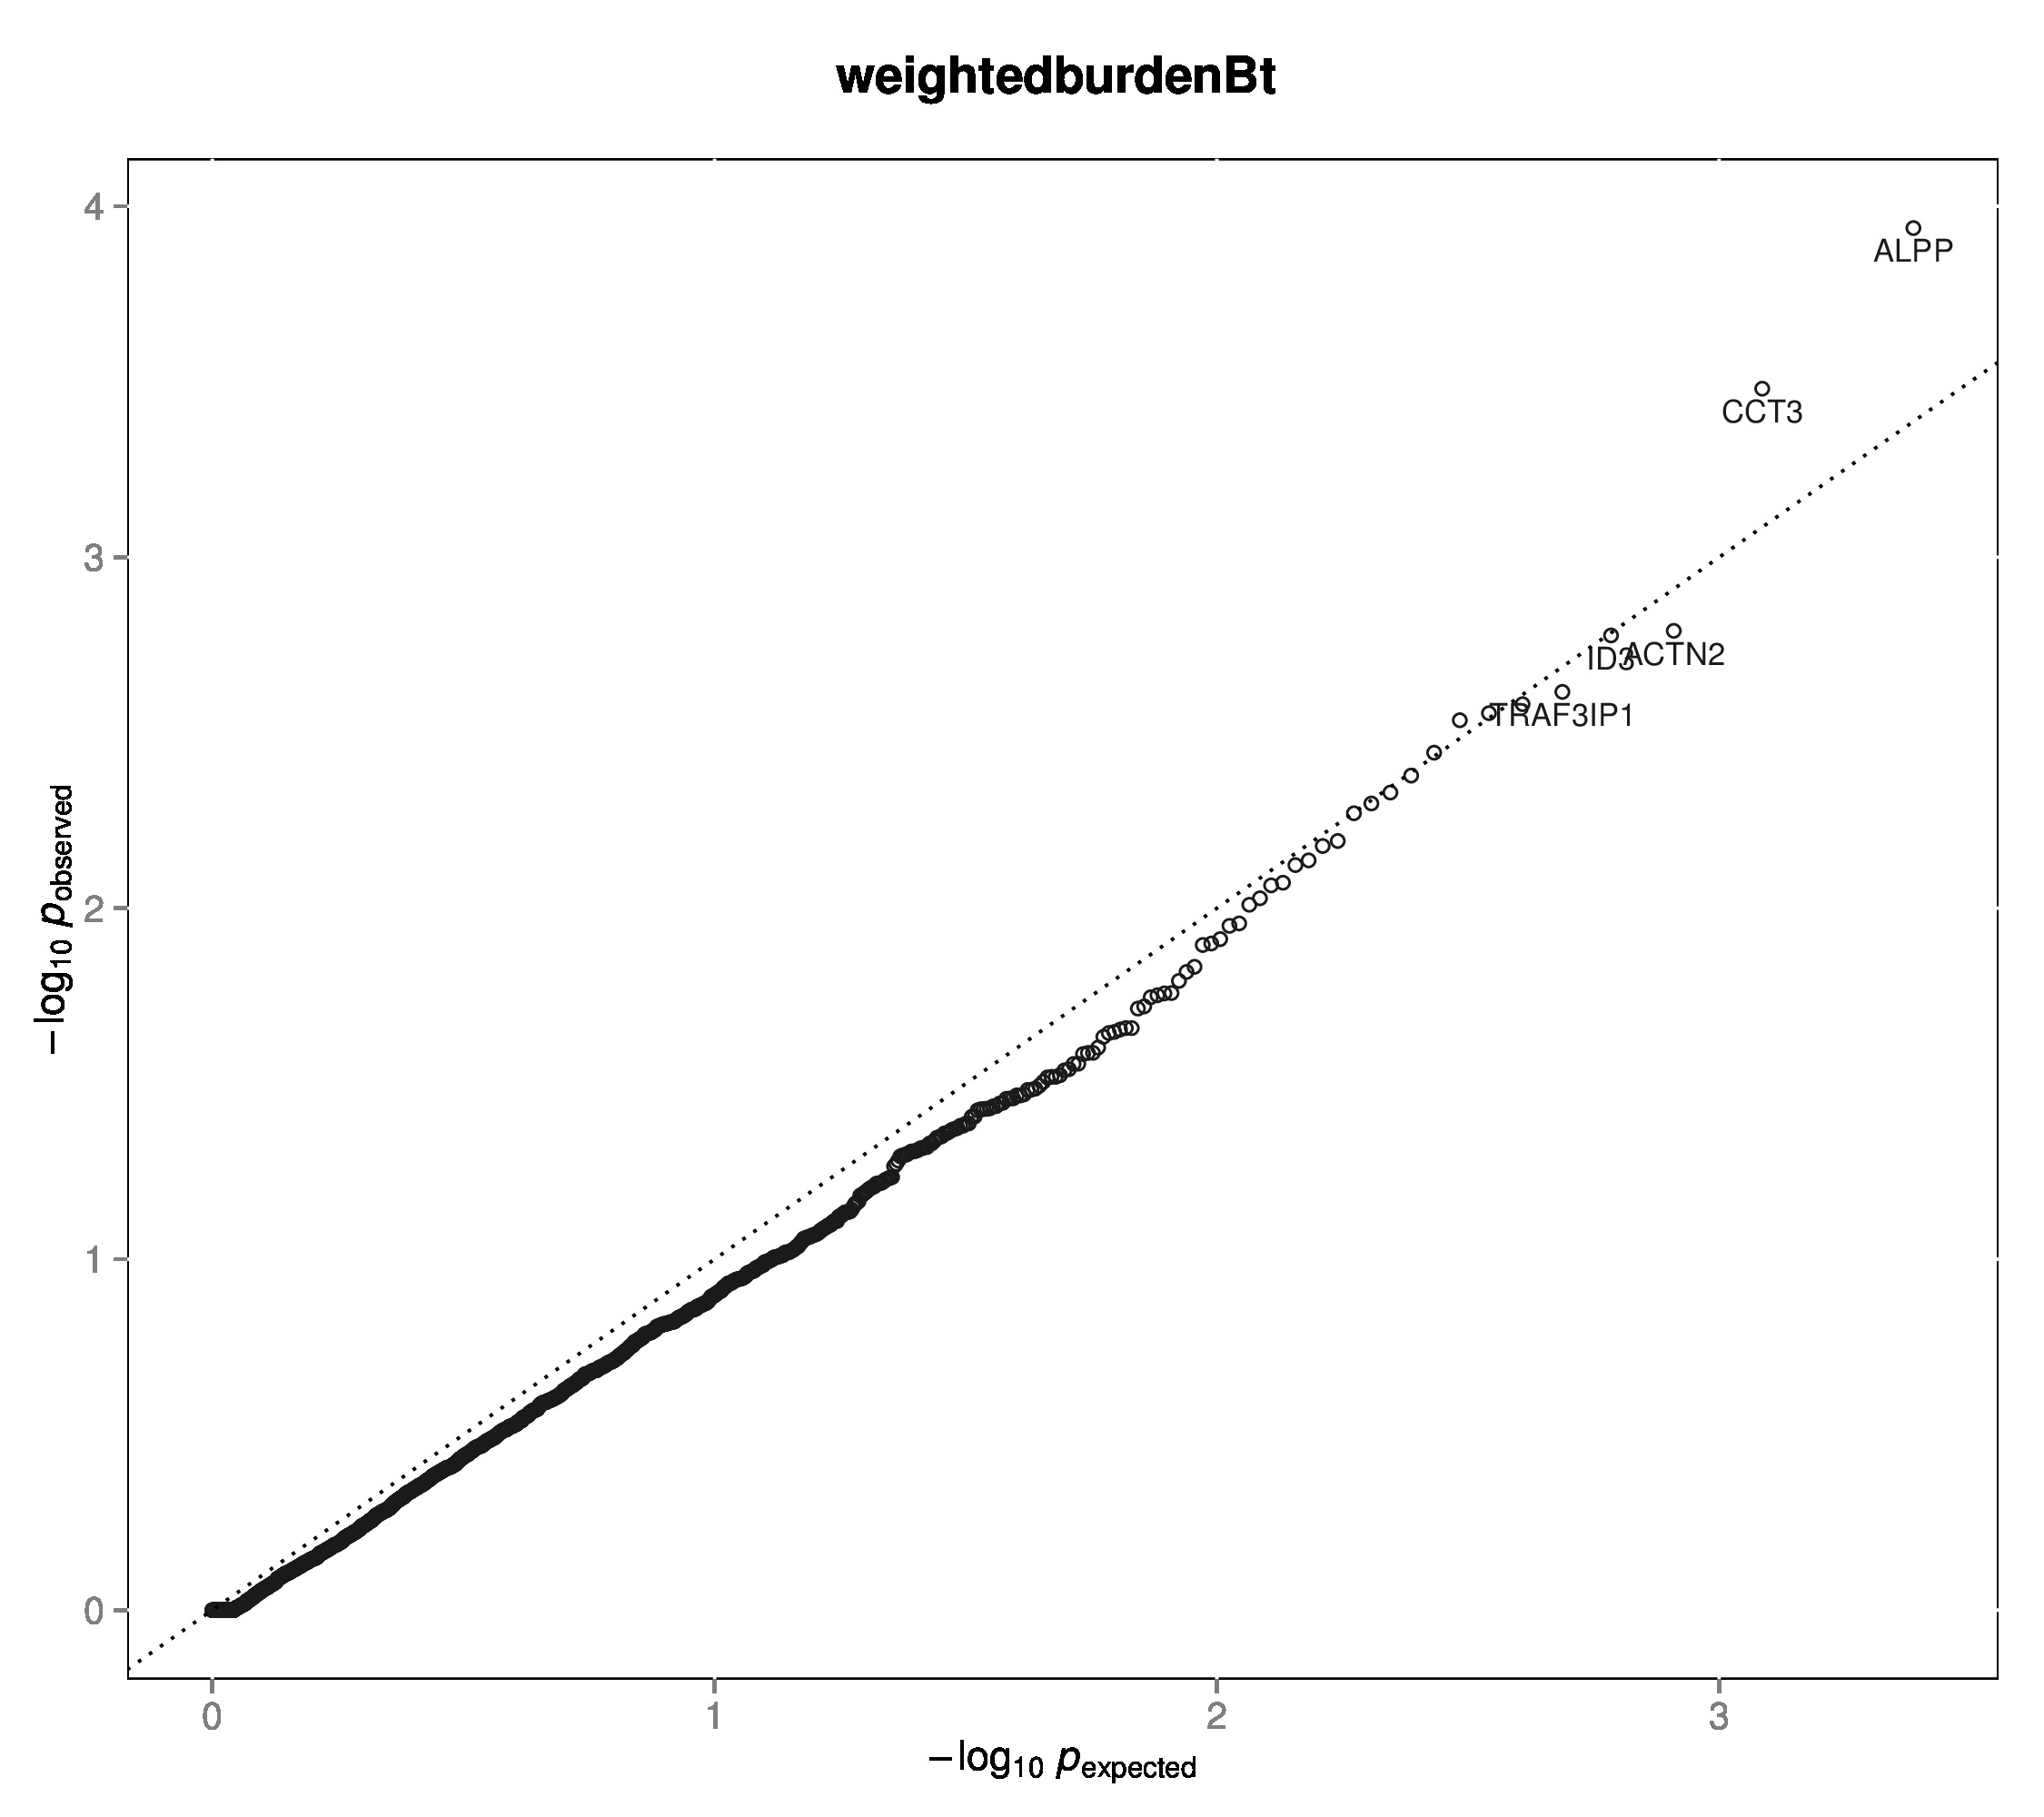 weightedburdenBt
4
ALPP
CCT3
3
ID3
ACTN2
TRAF3IP1
2
1
0
0 1 2 3
−log10 pobserved
−log10 pexpected